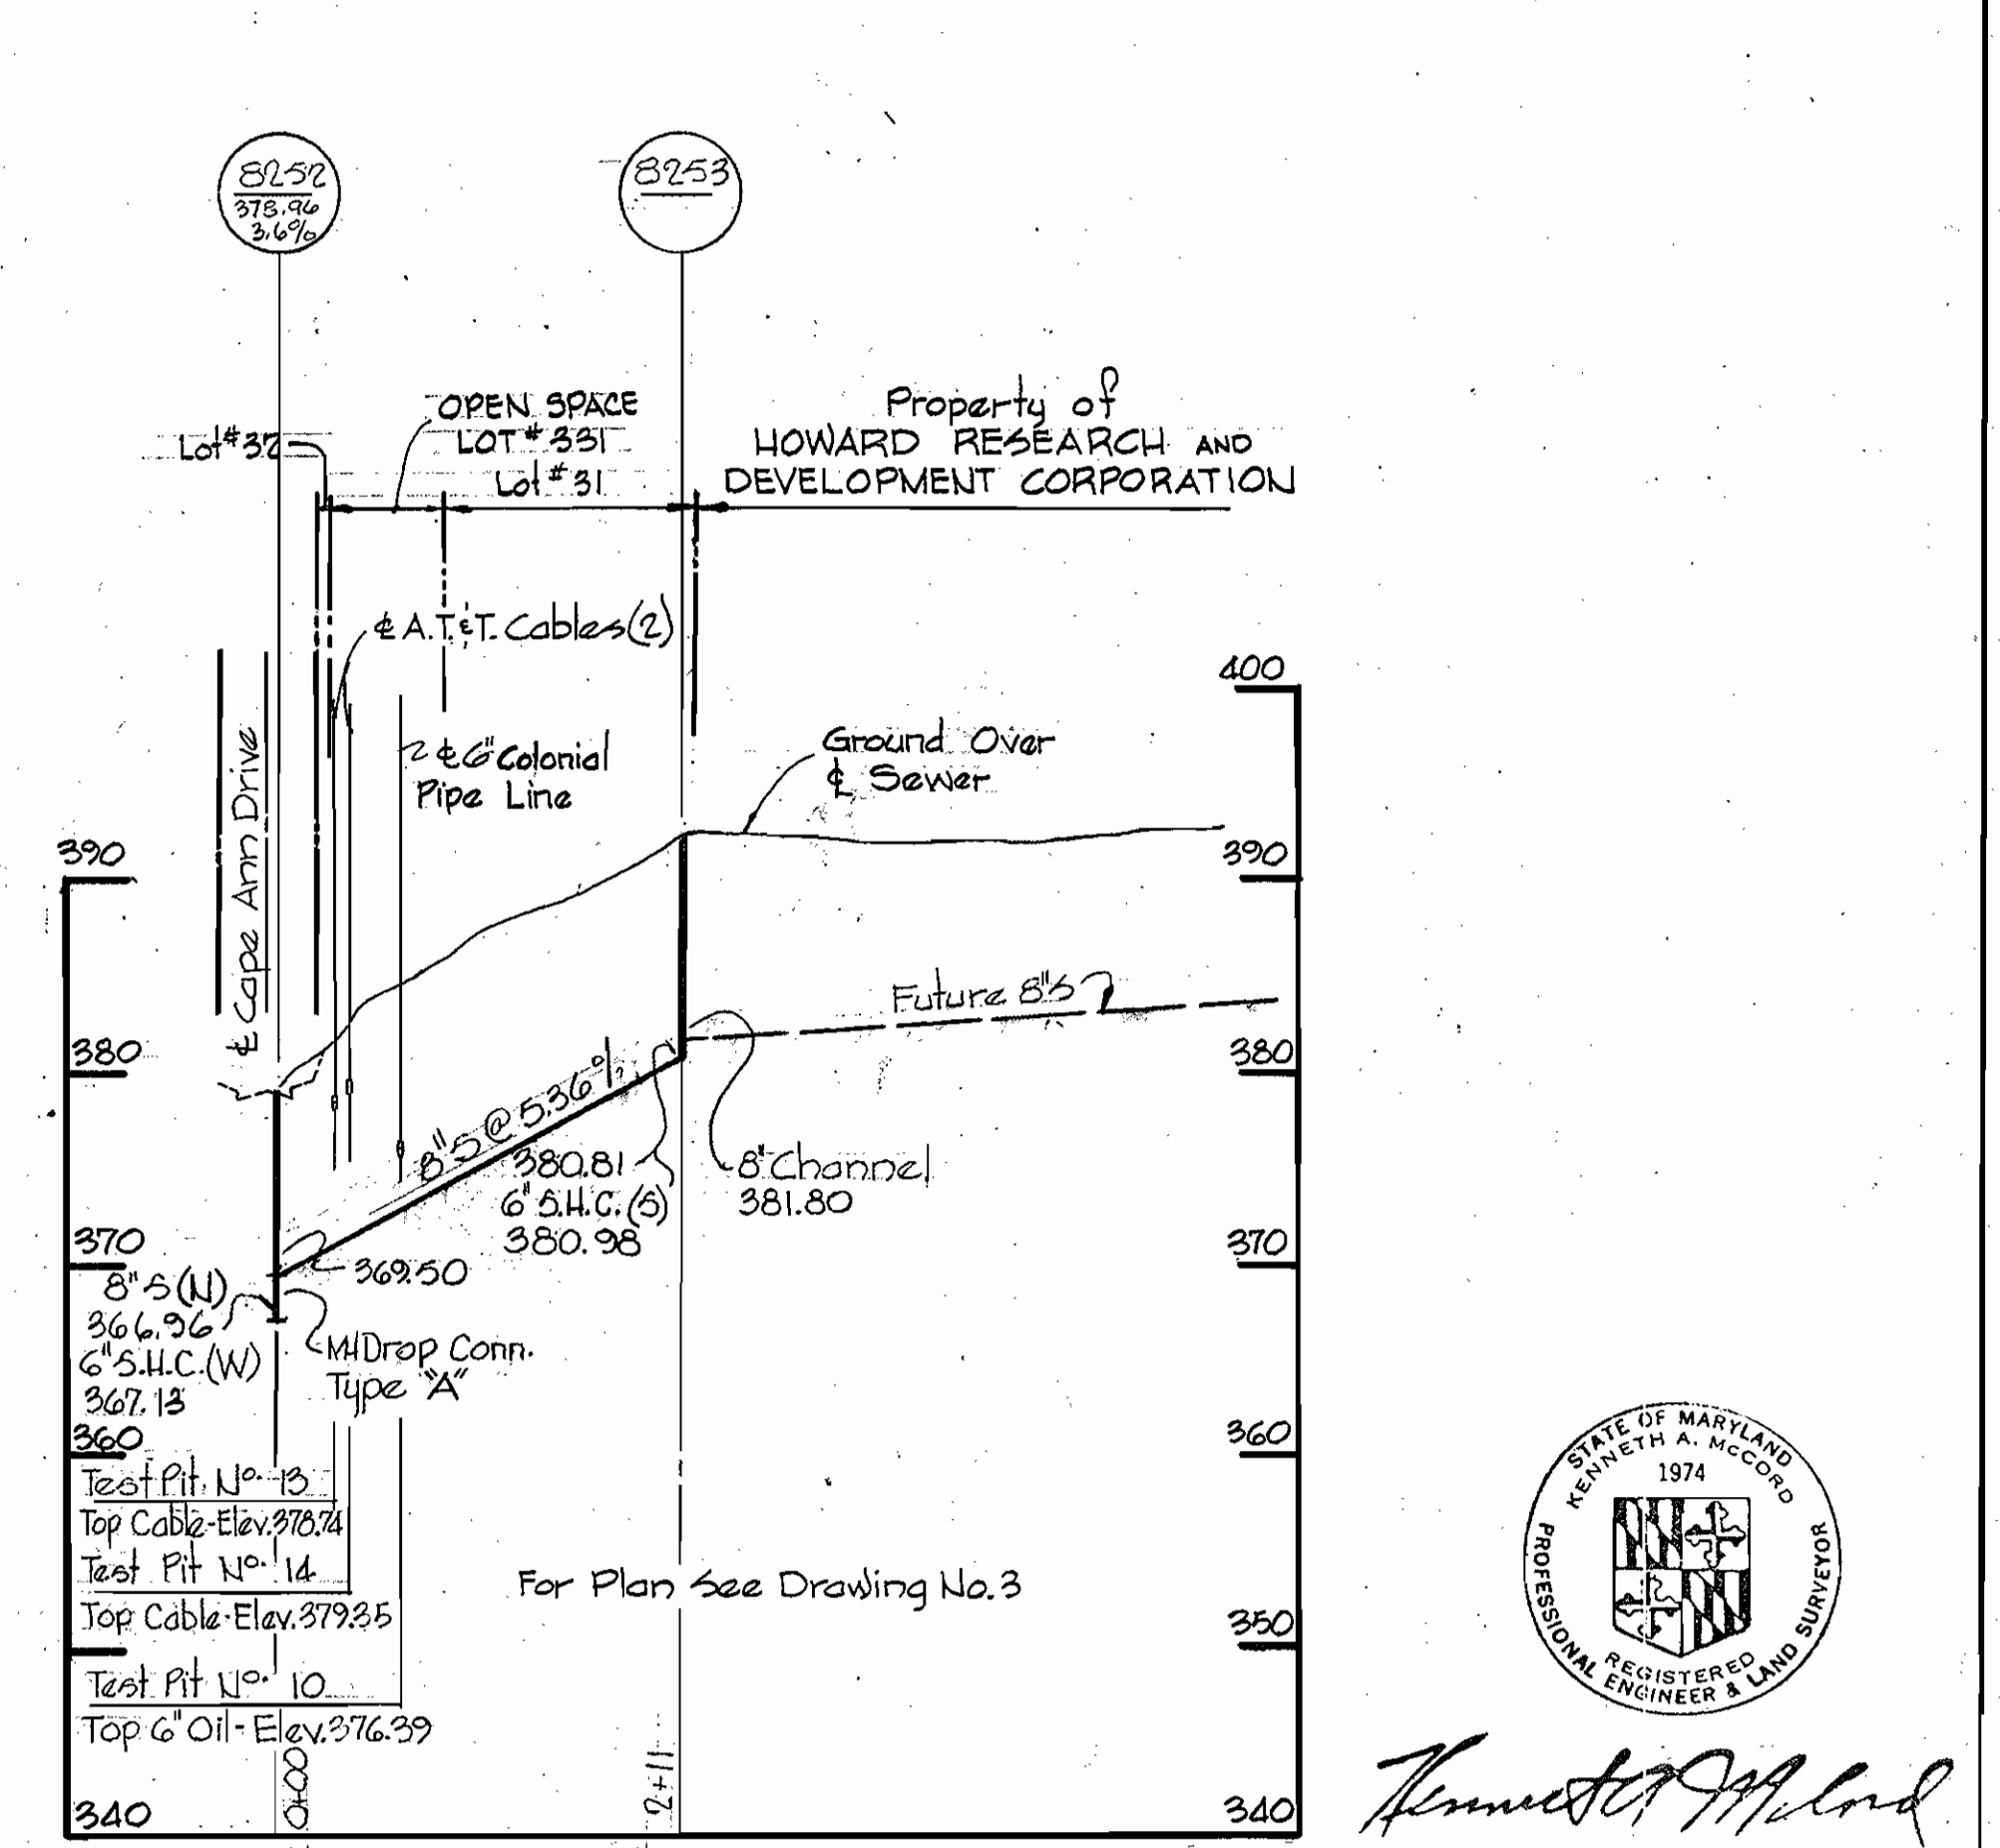 8252
378.96
3.6%
8253
OPEN SPACE
LOT #331
Lot #37
Lot #31
Property of
HOWARD RESEARCH AND
DEVELOPMENT CORPORATION
℄ A.T.&T. Cables (2)
400
℄ Cape Ann Drive
2 ℄ 6" Colonial
Pipe Line
Ground Over
℄ Sewer
390
390
Future 8"S
380
380
8"S @ 5.36%
380.81
6" S.H.C. (S)
380.98
8" Channel
381.80
370
370
369.50
8"S (N)
366.96
6" S.H.C. (W)
367.13
MH Drop Conn.
Type "A"
360
360
Test Pit No. 13
Top Cable-Elev. 378.74
Test Pit No. 14
Top Cable-Elev. 379.35
For Plan See Drawing No. 3
350
Test Pit No. 10
Top 6" Oil-Elev. 376.39
0+00
2+11
340
340
STATE OF MARYLAND
KENNETH A. McCORD
1974
REGISTERED
PROFESSIONAL ENGINEER & LAND SURVEYOR
Kenneth A McCord